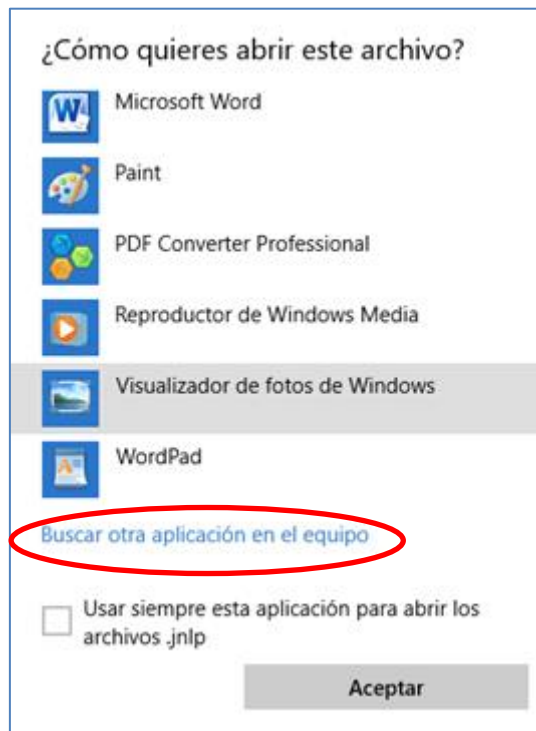 ¿Cómo quieres abrir este archivo?
Microsoft Word
Paint
PDF Converter Professional
Reproductor de Windows Media
Visualizador de fotos de Windows
WordPad
Buscar otra aplicación en el equipo
Usar siempre esta aplicación para abrir los
archivos .jnlp
Aceptar